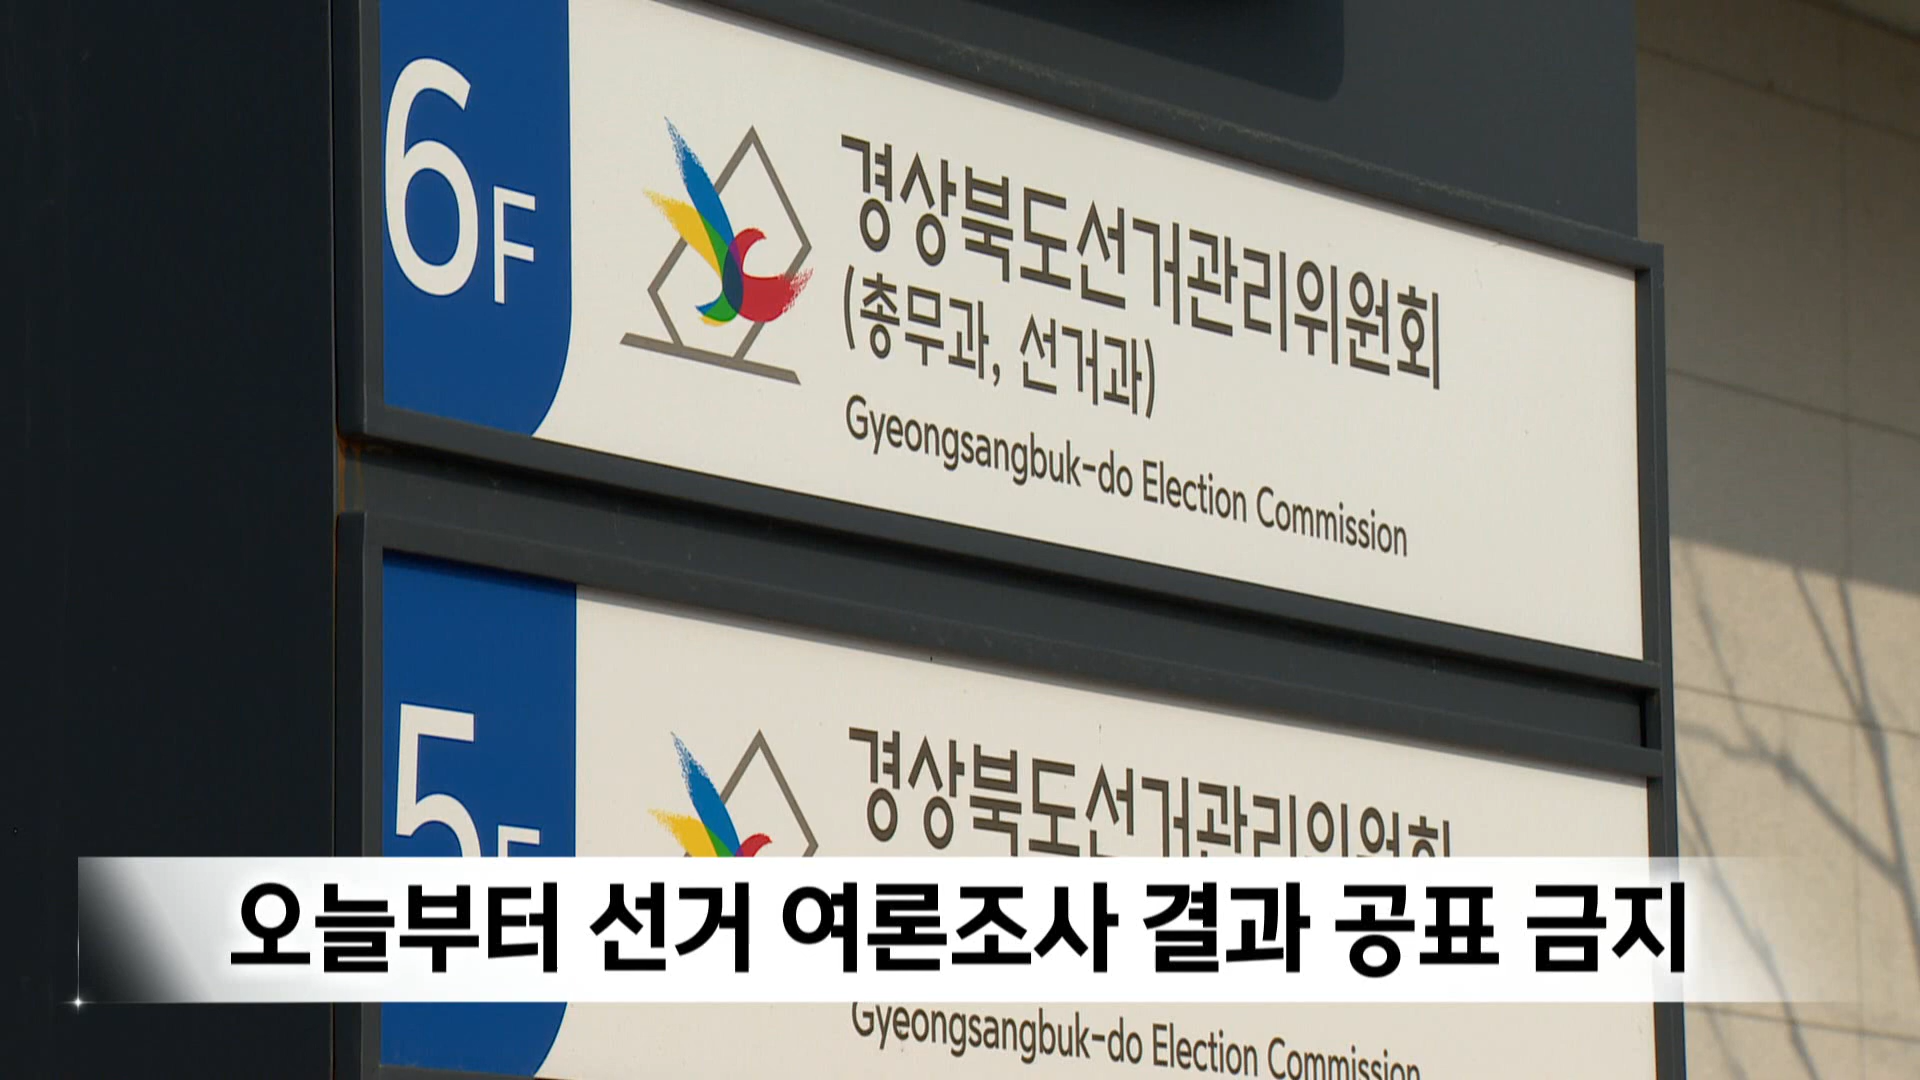 6F
경상북도선거관리위원회
(총무과, 선거과)
Gyeongsangbuk-do Election Commission
5F
경상북도선거관리위원회
오늘부터 선거 여론조사 결과 공표 금지
Gyeongsangbuk-do Election Commission